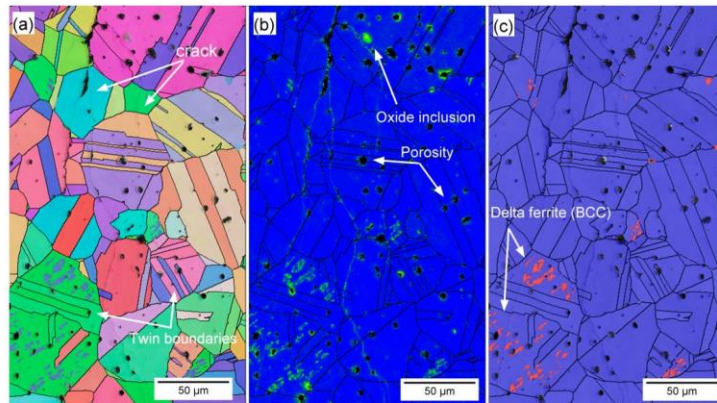 (a)
crack
Twin boundaries
50 µm
(b)
Oxide inclusion
Porosity
50 µm
(c)
Delta ferrite (BCC)
50 µm